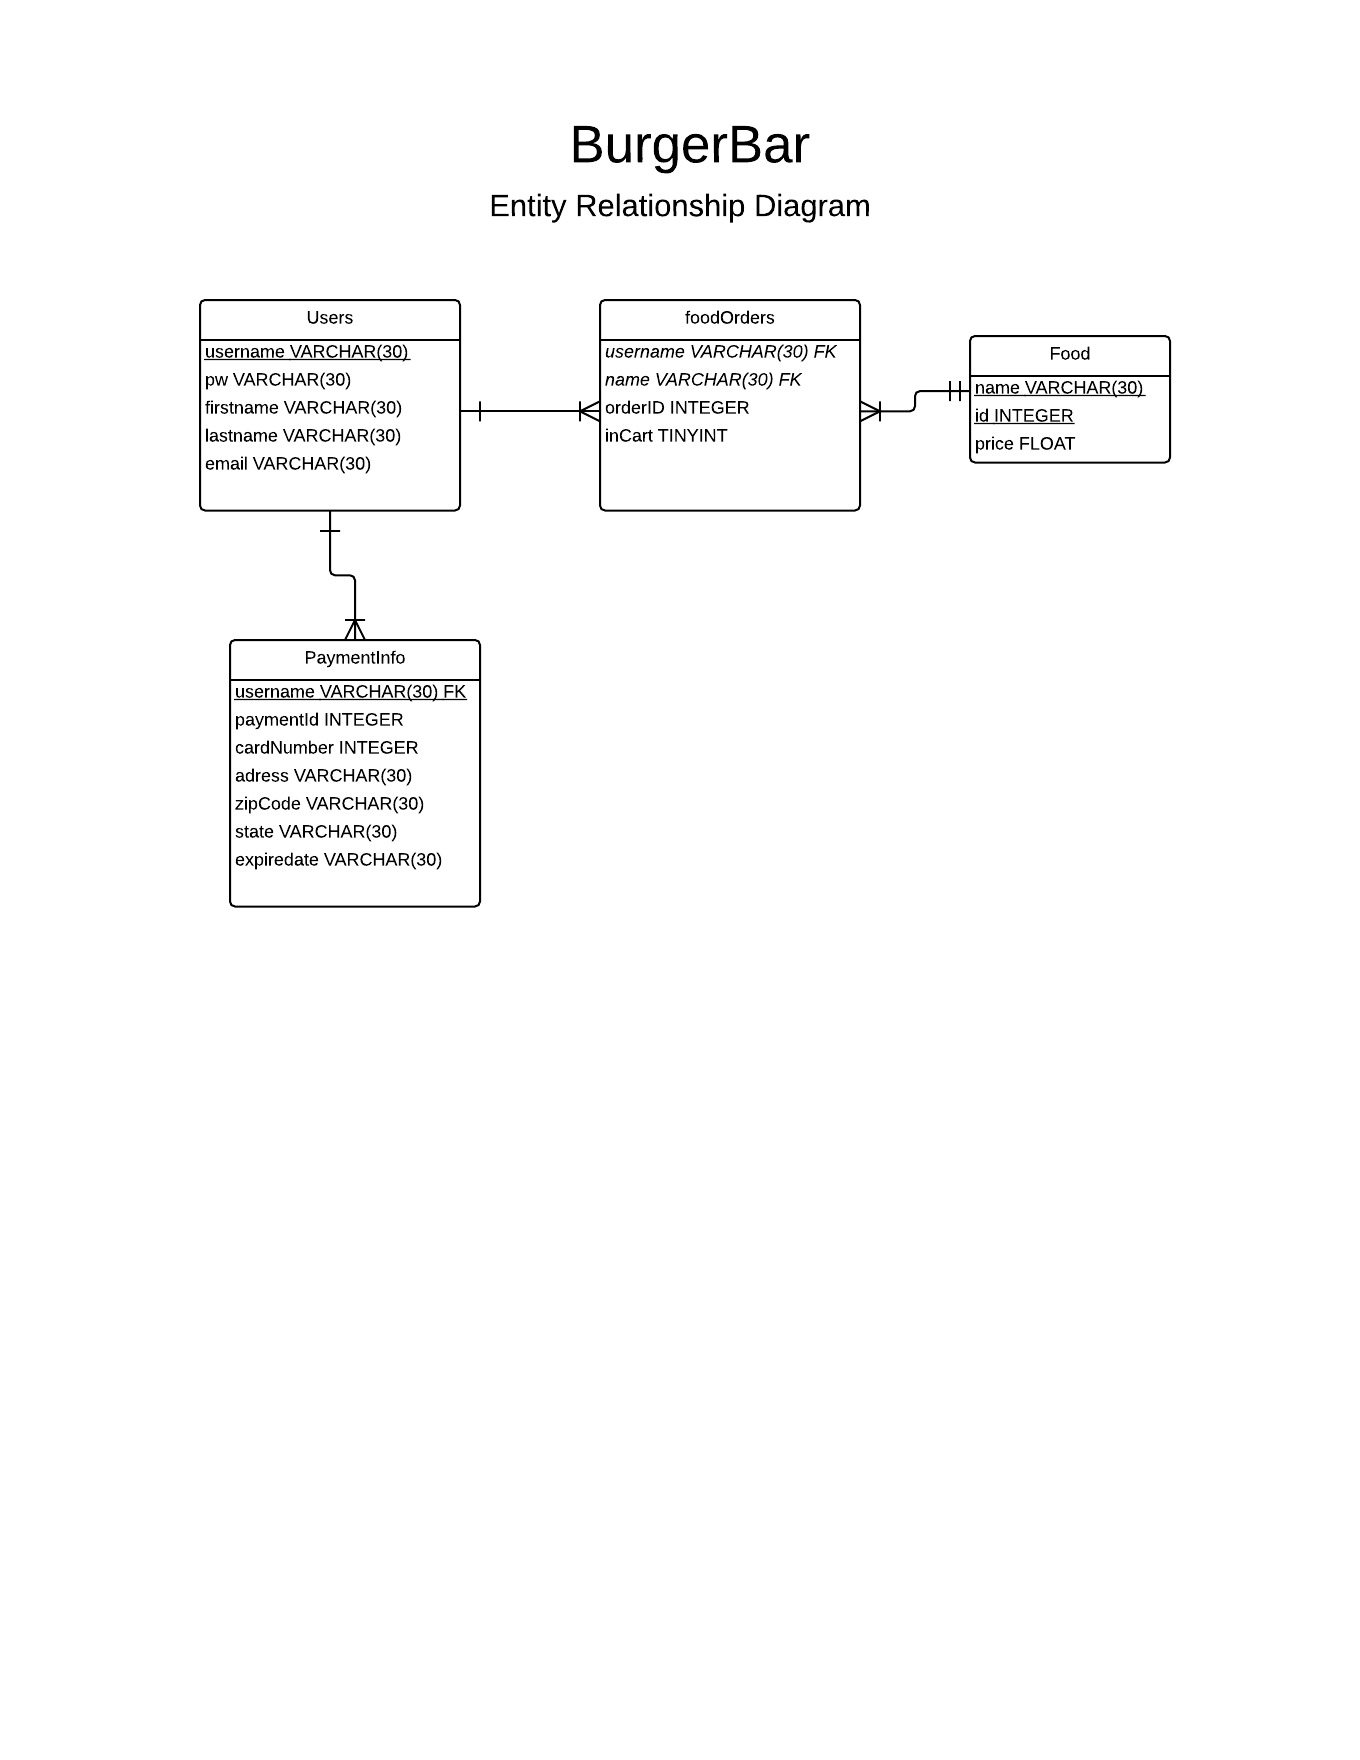 BurgerBar
Entity Relationship Diagram
Users
username VARCHAR(30)
pw VARCHAR(30)
firstname VARCHAR(30)
lastname VARCHAR(30)
email VARCHAR(30)
foodOrders
username VARCHAR(30) FK
name VARCHAR(30) FK
orderID INTEGER
inCart TINYINT
Food
name VARCHAR(30)
id INTEGER
price FLOAT
PaymentInfo
username VARCHAR(30) FK
paymentId INTEGER
cardNumber INTEGER
adress VARCHAR(30)
zipCode VARCHAR(30)
state VARCHAR(30)
expiredate VARCHAR(30)